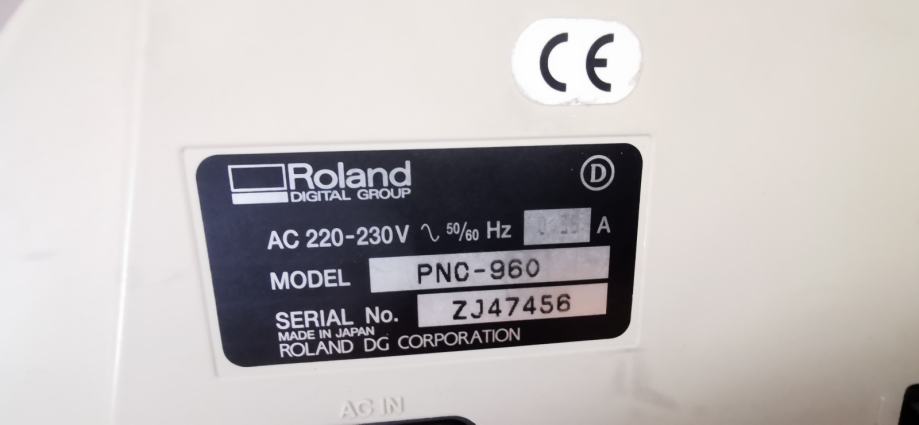 CE
Roland
DIGITAL GROUP
D
AC 220-230V ∿ 50/60 Hz A
MODEL PNC-960
SERIAL No. ZJ47456
MADE IN JAPAN
ROLAND DG CORPORATION
AC IN